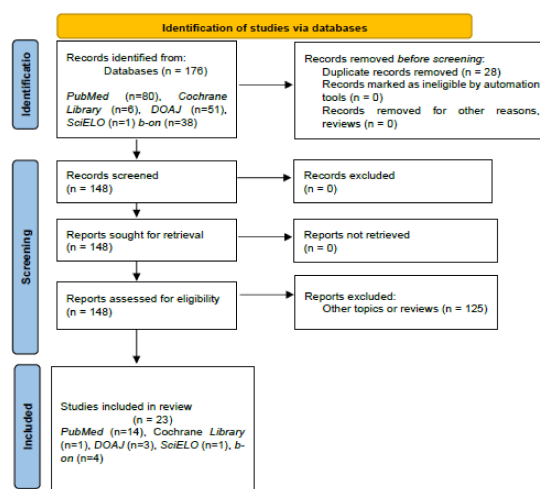 Identification of studies via databases
Identificatio
Records identified from:
Databases (n = 176)
PubMed (n=80), Cochrane
Library (n=6), DOAJ (n=51),
SciELO (n=1) b-on (n=38)
Records removed before screening:
Duplicate records removed (n = 28)
Records marked as ineligible by automation
tools (n = 0)
Records removed for other reasons,
reviews (n = 0)
Screening
Records screened
(n = 148)
Records excluded
(n = 0)
Reports sought for retrieval
(n = 148)
Reports not retrieved
(n = 0)
Reports assessed for eligibility
(n = 148)
Reports excluded:
Other topics or reviews (n = 125)
Included
Studies included in review
(n = 23)
PubMed (n=14), Cochrane Library
(n=1), DOAJ (n=3), SciELO (n=1), b-
on (n=4)